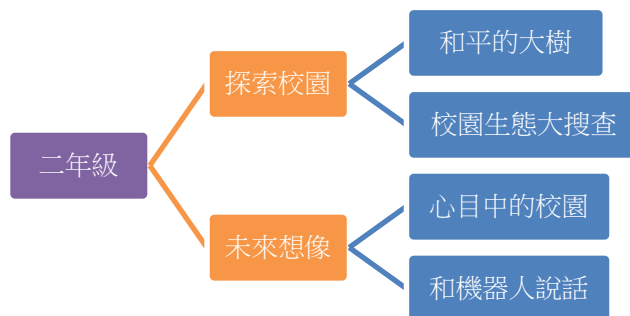 二年級
探索校園
和平的大樹
校園生態大搜查
未來想像
心目中的校園
和機器人說話